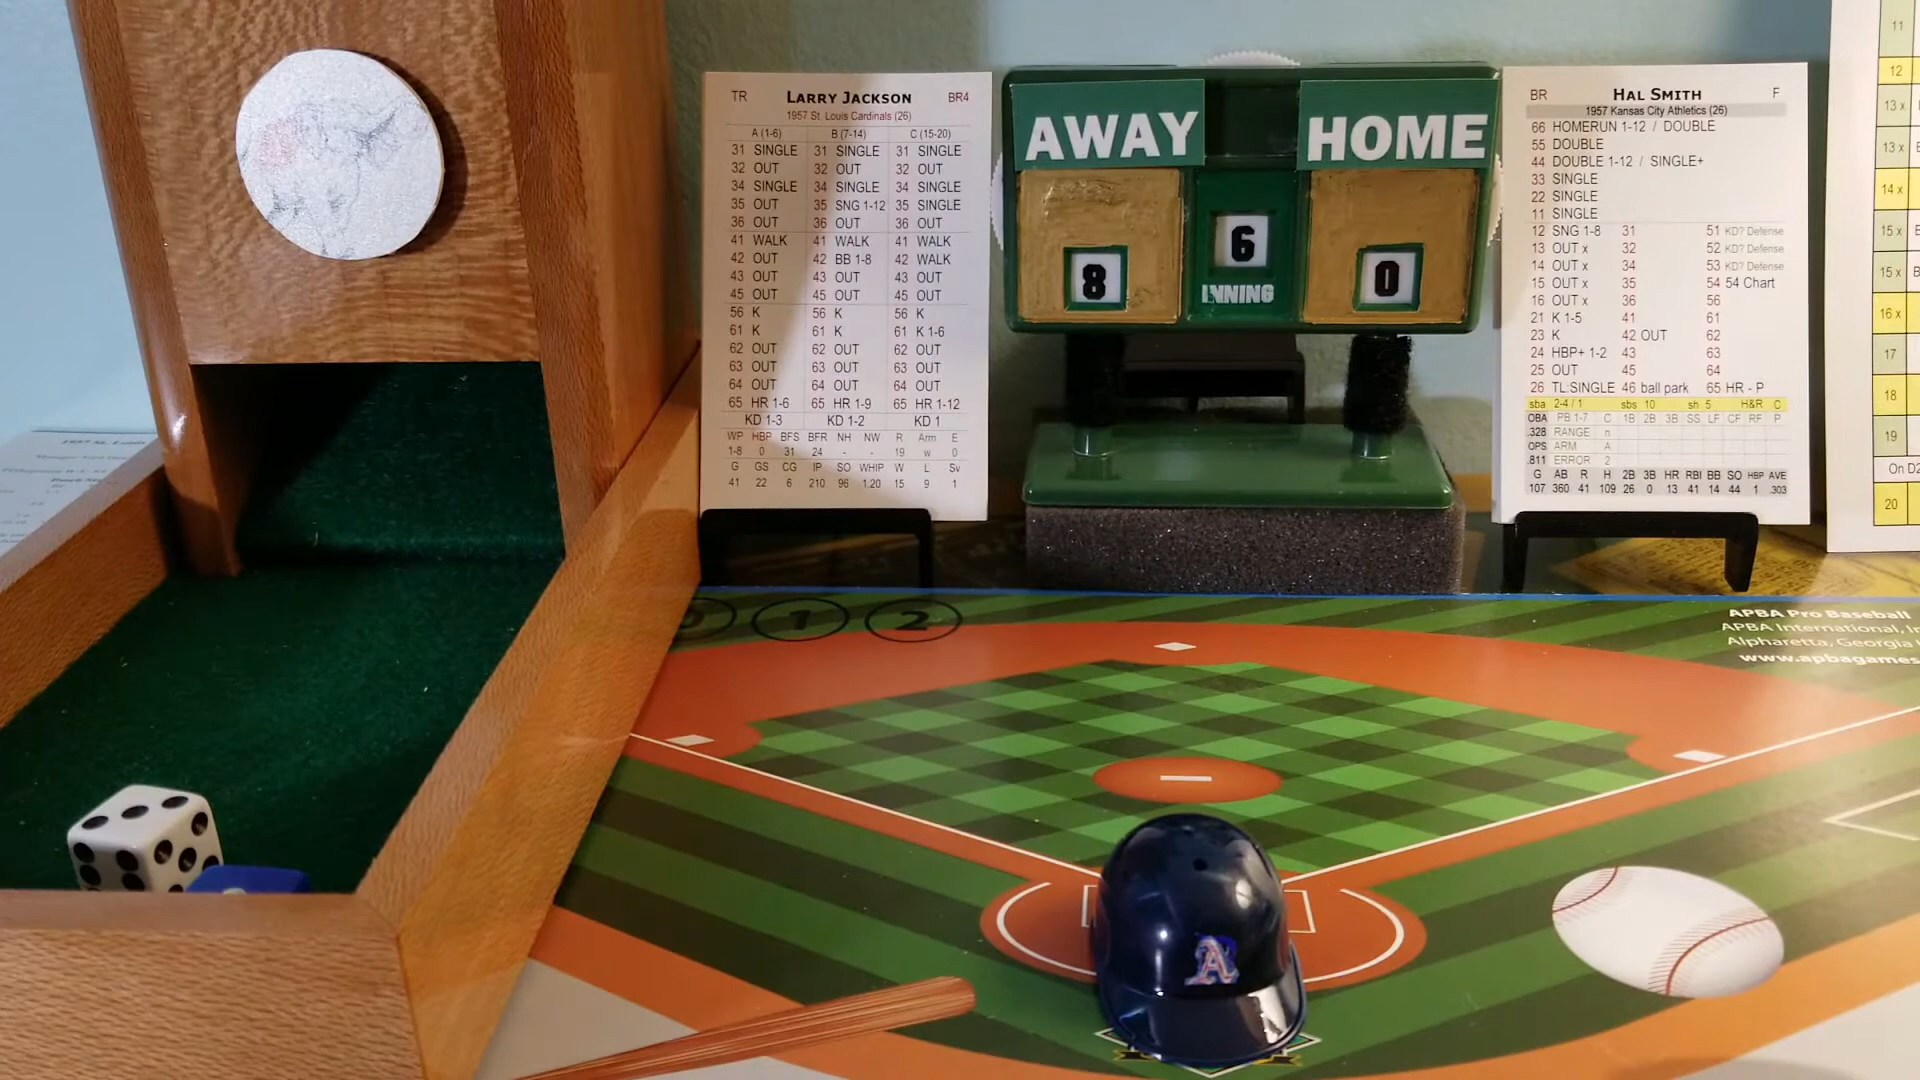 TR LARRY JACKSON BR4
1957 St. Louis Cardinals (26)
A (1-6) B (7-14) C (15-20)
31 SINGLE 31 SINGLE 31 SINGLE
32 OUT 32 OUT 32 OUT
34 SINGLE 34 SINGLE 34 SINGLE
35 OUT 35 SNG 1-12 35 SINGLE
36 OUT 36 OUT 36 OUT
41 WALK 41 WALK 41 WALK
42 OUT 42 BB 1-8 42 WALK
43 OUT 43 OUT 43 OUT
45 OUT 45 OUT 45 OUT
56 K 56 K 56 K
61 K 61 K 61 K 1-6
62 OUT 62 OUT 62 OUT
63 OUT 63 OUT 63 OUT
64 OUT 64 OUT 64 OUT
65 HR 1-6 65 HR 1-9 65 HR 1-12
KD 1-3 KD 1-2 KD 1
WP HBP BFS BFR NH NW R Arm E
1-8 0 31 24 - - 19 w 0
G GS CG IP SO WHIP W L Sv
41 22 6 210 96 1.20 15 9 1
AWAY HOME
8 6 0
INNING
BR HAL SMITH F
1957 Kansas City Athletics (26)
66 HOMERUN 1-12 / DOUBLE
55 DOUBLE
44 DOUBLE 1-12 / SINGLE+
33 SINGLE
22 SINGLE
11 SINGLE
12 SNG 1-8 31 51 KD? Defense
13 OUT x 32 52 KD? Defense
14 OUT x 34 53 KD? Defense
15 OUT x 35 54 54 Chart
16 OUT x 36 56
21 K 1-5 41 61
23 K 42 OUT 62
24 HBP+ 1-2 43 63
25 OUT 45 64
26 TL SINGLE 46 ball park 65 HR - P
sba 2-4 / 1 sbs 10 sh 5 H&R C
OBA PB 1-7 C 1B 2B 3B SS LF CF RF P
.328 RANGE n
OPS ARM A
.811 ERROR 2
G AB R H 2B 3B HR RBI BB SO HBP AVE
107 360 41 109 26 0 13 41 14 44 1 .303
11
12
13 x
13 x
14 x
15 x
15 x
16 x
17
18
19
On D2
20
1 2
APBA Pro Baseball
APBA International, In
Alpharetta, Georgia
www.apbagames
A